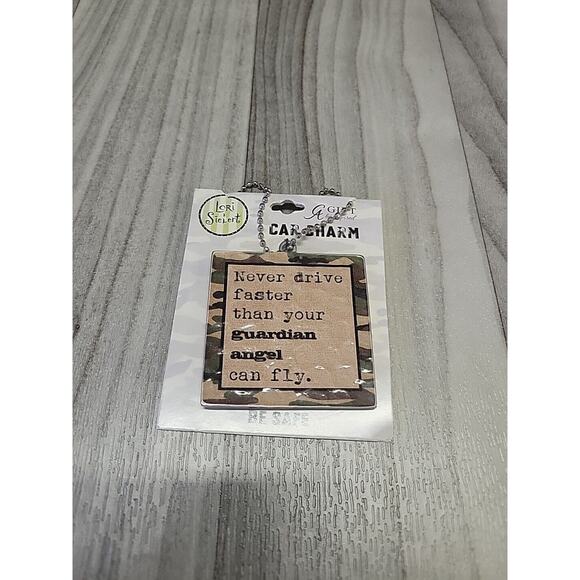 Lori
Siebert
GIFT
CAR CHARM
Never drive
faster
than your
guardian
angel
can fly.
BE SAFE